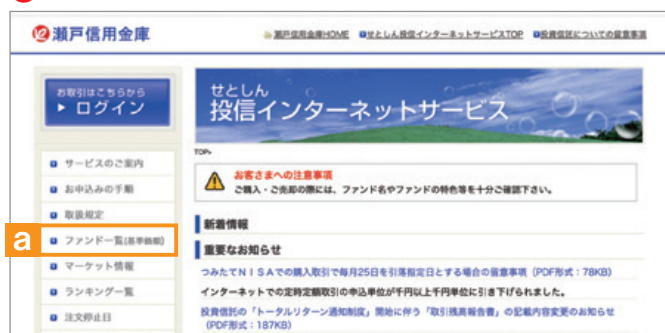 瀬戸信用金庫
瀬戸信用金庫HOME せとしん投信インターネットサービスTOP 投資信託についての留意事項
お取引はこちらから
ログイン
せとしん
投信インターネットサービス
TOP>
サービスのご案内
お申込みの手順
取扱規定
a
ファンド一覧(基準価額)
マーケット情報
ランキング一覧
注文停止日
お客さまへの注意事項
ご購入・ご売却の際には、ファンド名やファンドの特色等を十分ご確認下さい。
新着情報
重要なお知らせ
つみたてNISAでの購入取引で毎月25日を引落指定日とする場合の留意事項（PDF形式：78KB）
インターネットでの定時定額取引の申込単位が千円以上千円単位に引き下げられました。
投資信託の「トータルリターン通知制度」開始に伴う「取引残高報告書」の記載内容変更のお知らせ
（PDF形式：187KB）